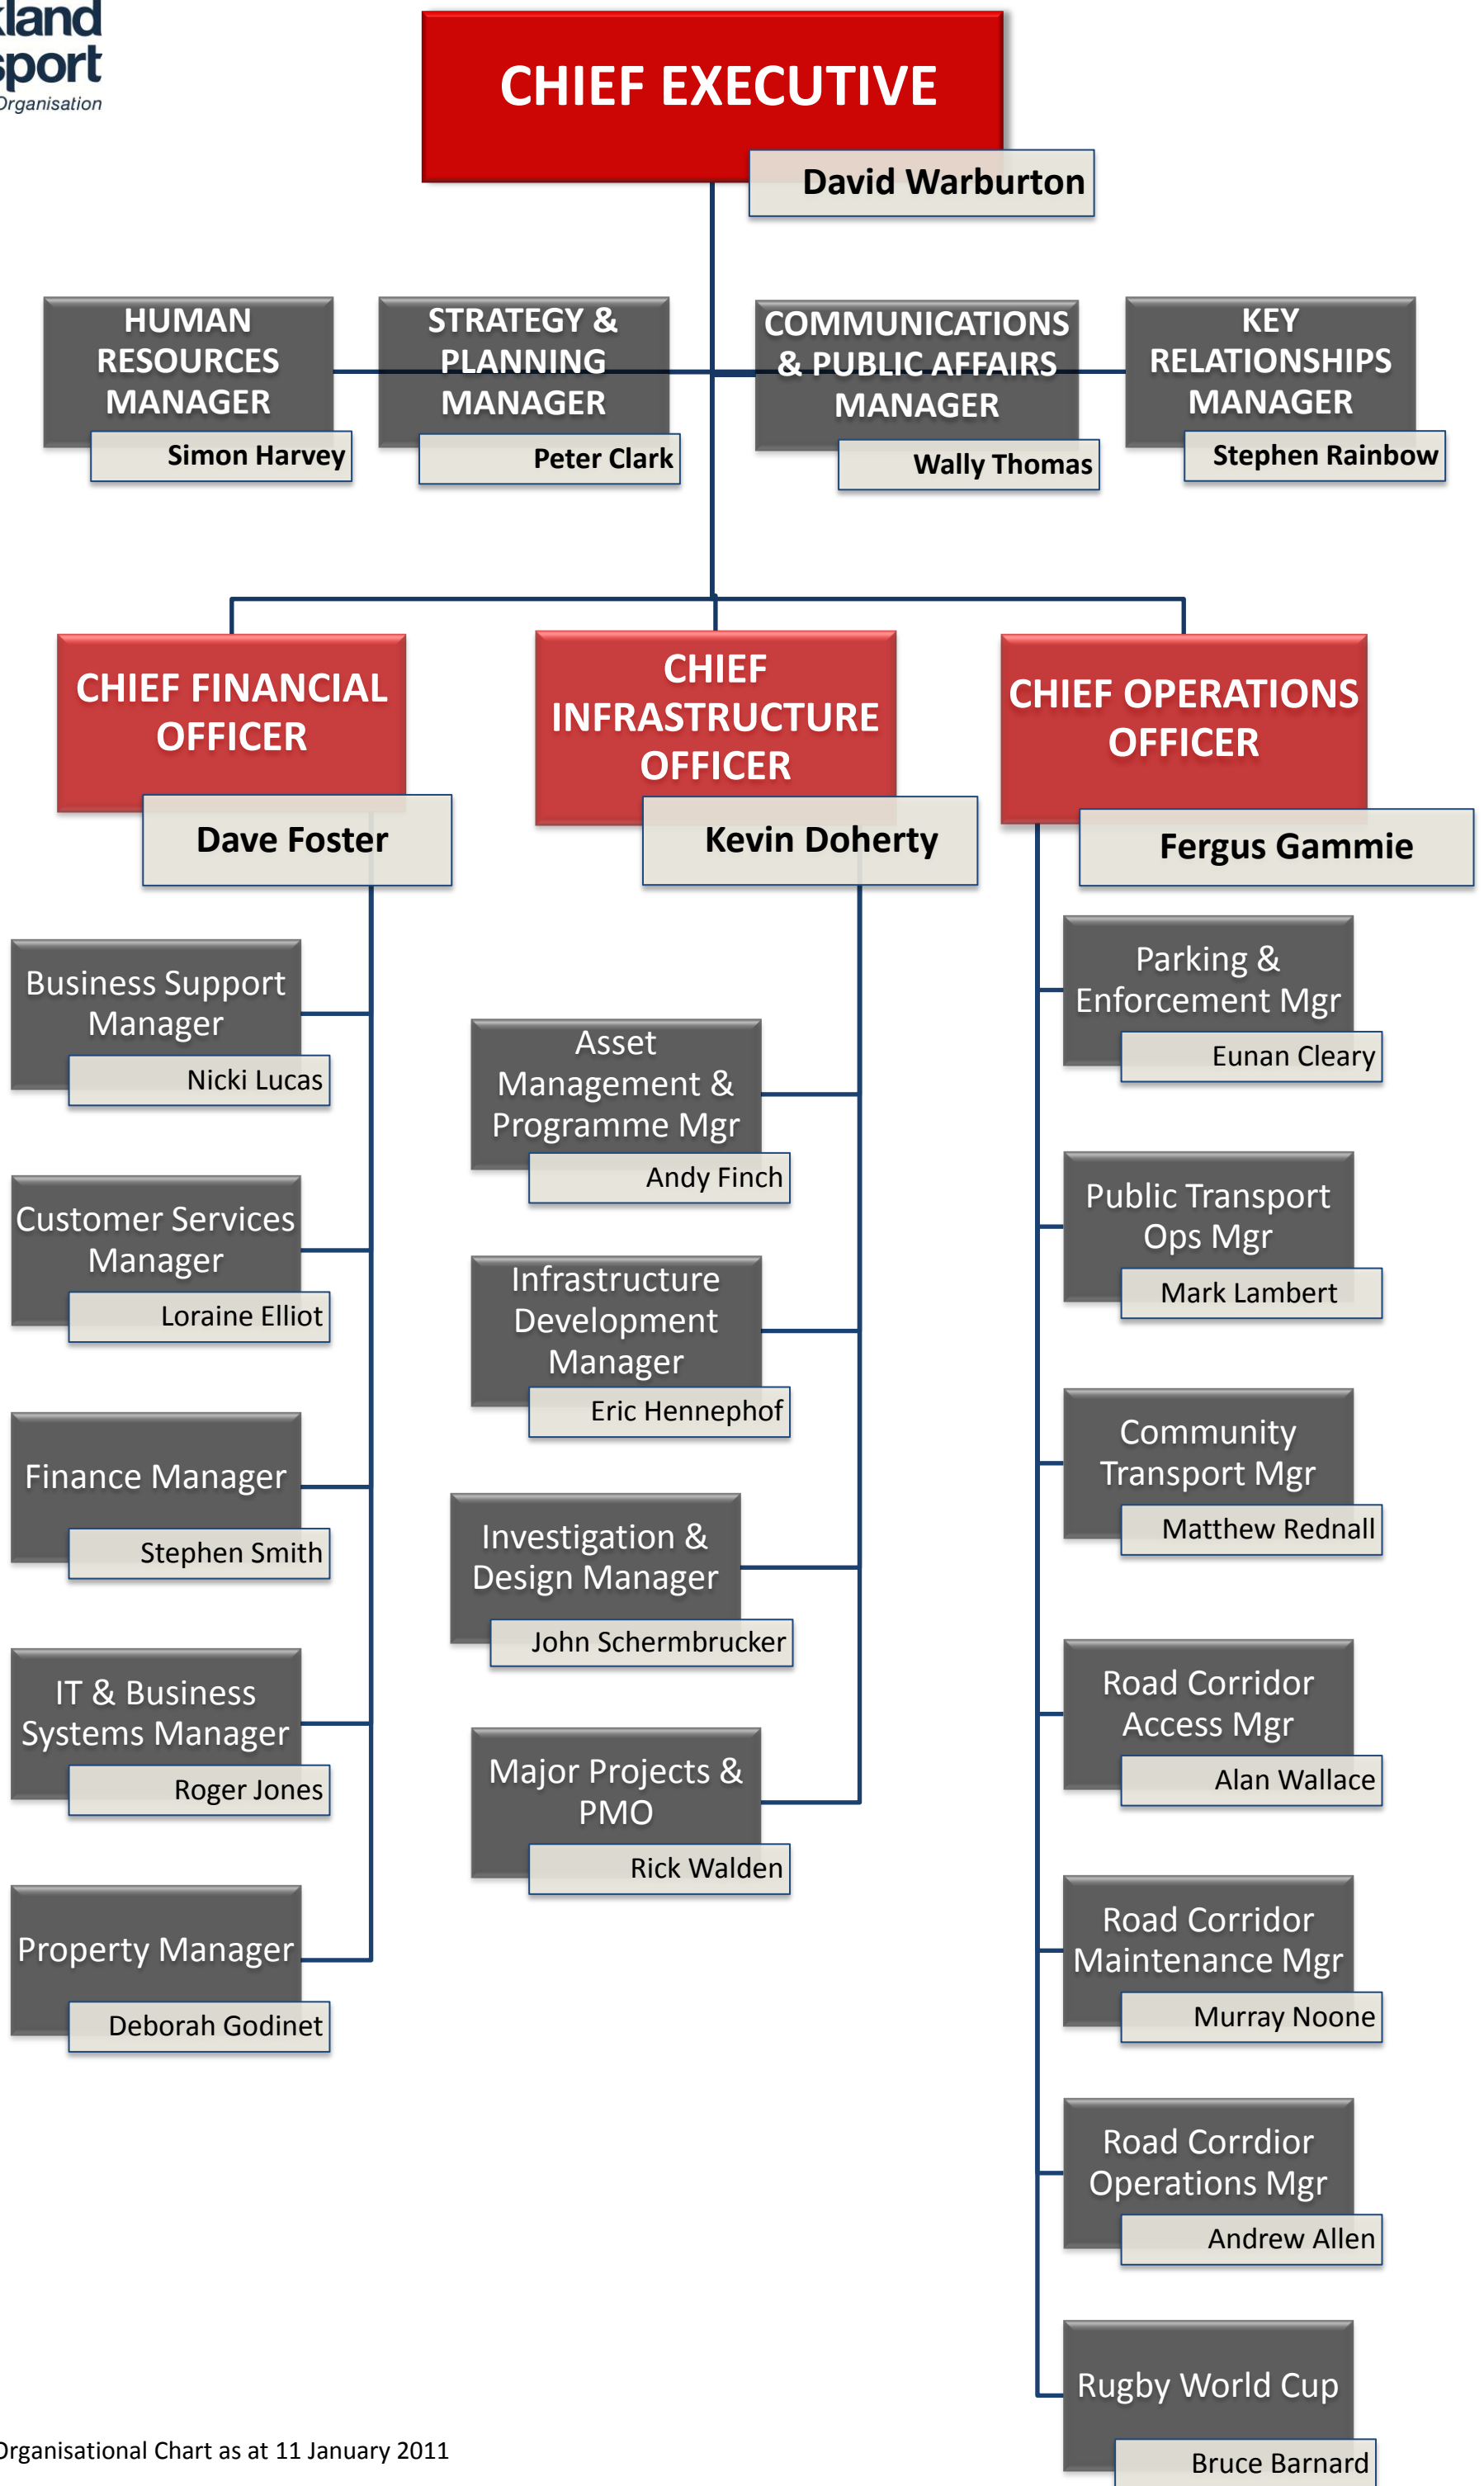 kland
sport
Organisation
CHIEF EXECUTIVE
David Warburton
HUMAN
RESOURCES
MANAGER
Simon Harvey
STRATEGY &
PLANNING
MANAGER
Peter Clark
COMMUNICATIONS
& PUBLIC AFFAIRS
MANAGER
Wally Thomas
KEY
RELATIONSHIPS
MANAGER
Stephen Rainbow
CHIEF FINANCIAL
OFFICER
Dave Foster
Business Support
Manager
Nicki Lucas
Customer Services
Manager
Loraine Elliot
Finance Manager
Stephen Smith
IT & Business
Systems Manager
Roger Jones
Property Manager
Deborah Godinet
CHIEF
INFRASTRUCTURE
OFFICER
Kevin Doherty
Asset
Management &
Programme Mgr
Andy Finch
Infrastructure
Development
Manager
Eric Hennephof
Investigation &
Design Manager
John Schermbrucker
Major Projects &
PMO
Rick Walden
CHIEF OPERATIONS
OFFICER
Fergus Gammie
Parking &
Enforcement Mgr
Eunan Cleary
Public Transport
Ops Mgr
Mark Lambert
Community
Transport Mgr
Matthew Rednall
Road Corridor
Access Mgr
Alan Wallace
Road Corridor
Maintenance Mgr
Murray Noone
Road Corrdior
Operations Mgr
Andrew Allen
Rugby World Cup
Bruce Barnard
Organisational Chart as at 11 January 2011